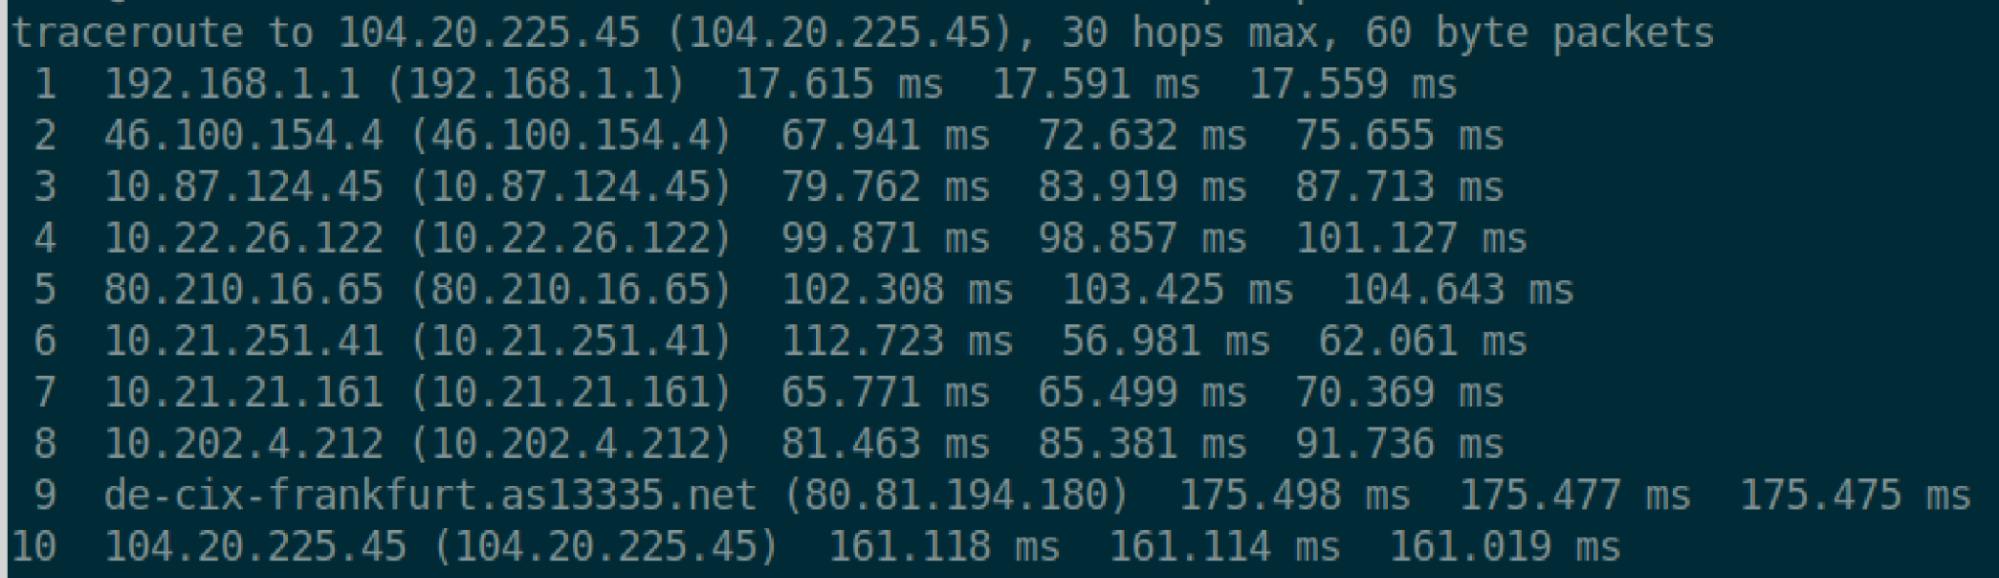 traceroute to 104.20.225.45 (104.20.225.45), 30 hops max, 60 byte packets
1 192.168.1.1 (192.168.1.1) 17.615 ms 17.591 ms 17.559 ms
2 46.100.154.4 (46.100.154.4) 67.941 ms 72.632 ms 75.655 ms
3 10.87.124.45 (10.87.124.45) 79.762 ms 83.919 ms 87.713 ms
4 10.22.26.122 (10.22.26.122) 99.871 ms 98.857 ms 101.127 ms
5 80.210.16.65 (80.210.16.65) 102.308 ms 103.425 ms 104.643 ms
6 10.21.251.41 (10.21.251.41) 112.723 ms 56.981 ms 62.061 ms
7 10.21.21.161 (10.21.21.161) 65.771 ms 65.499 ms 70.369 ms
8 10.202.4.212 (10.202.4.212) 81.463 ms 85.381 ms 91.736 ms
9 de-cix-frankfurt.as13335.net (80.81.194.180) 175.498 ms 175.477 ms 175.475 ms
10 104.20.225.45 (104.20.225.45) 161.118 ms 161.114 ms 161.019 ms